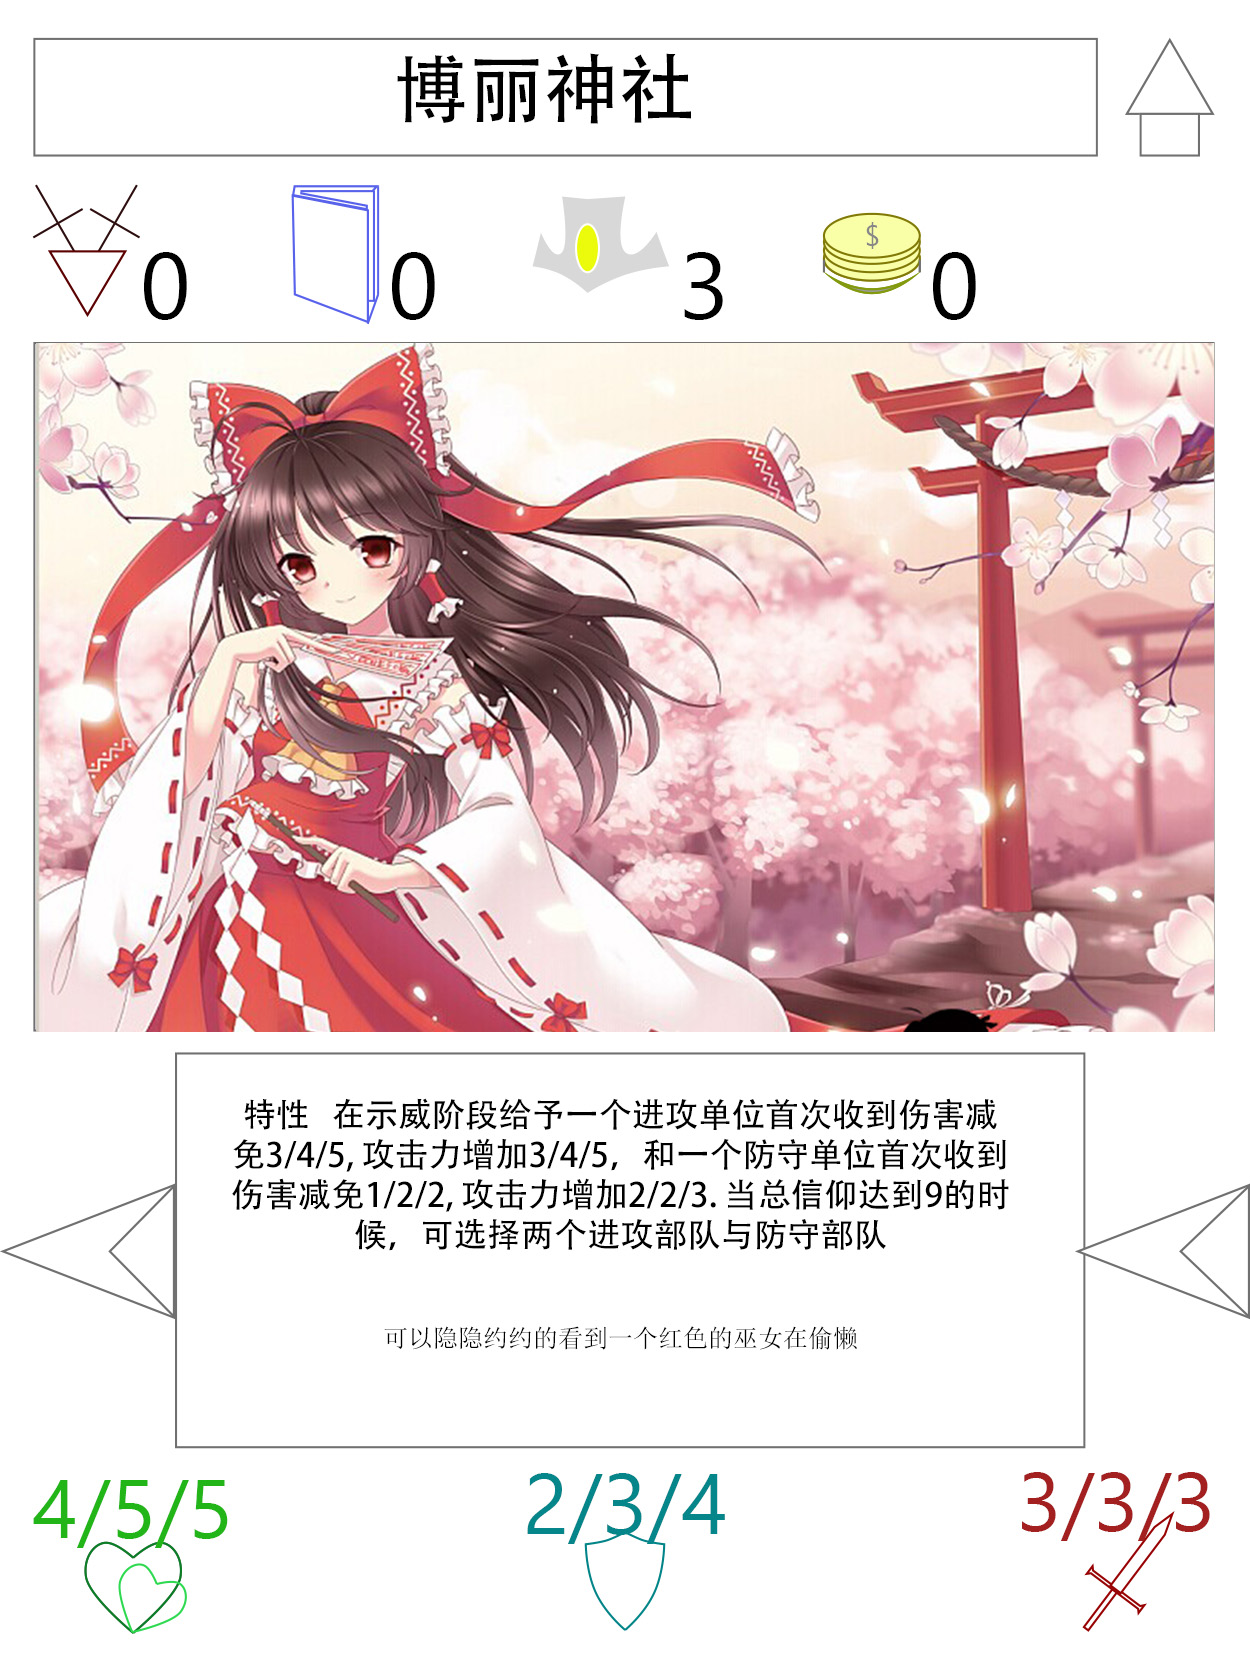 博丽神社
0 0 3 $ 0
特性 在示威阶段给予一个进攻单位首次收到伤害减
免3/4/5, 攻击力增加3/4/5，和一个防守单位首次收到
伤害减免1/2/2, 攻击力增加2/2/3. 当总信仰达到9的时
候，可选择两个进攻部队与防守部队
可以隐隐约约的看到一个红色的巫女在偷懒
4/5/5 2/3/4 3/3/3